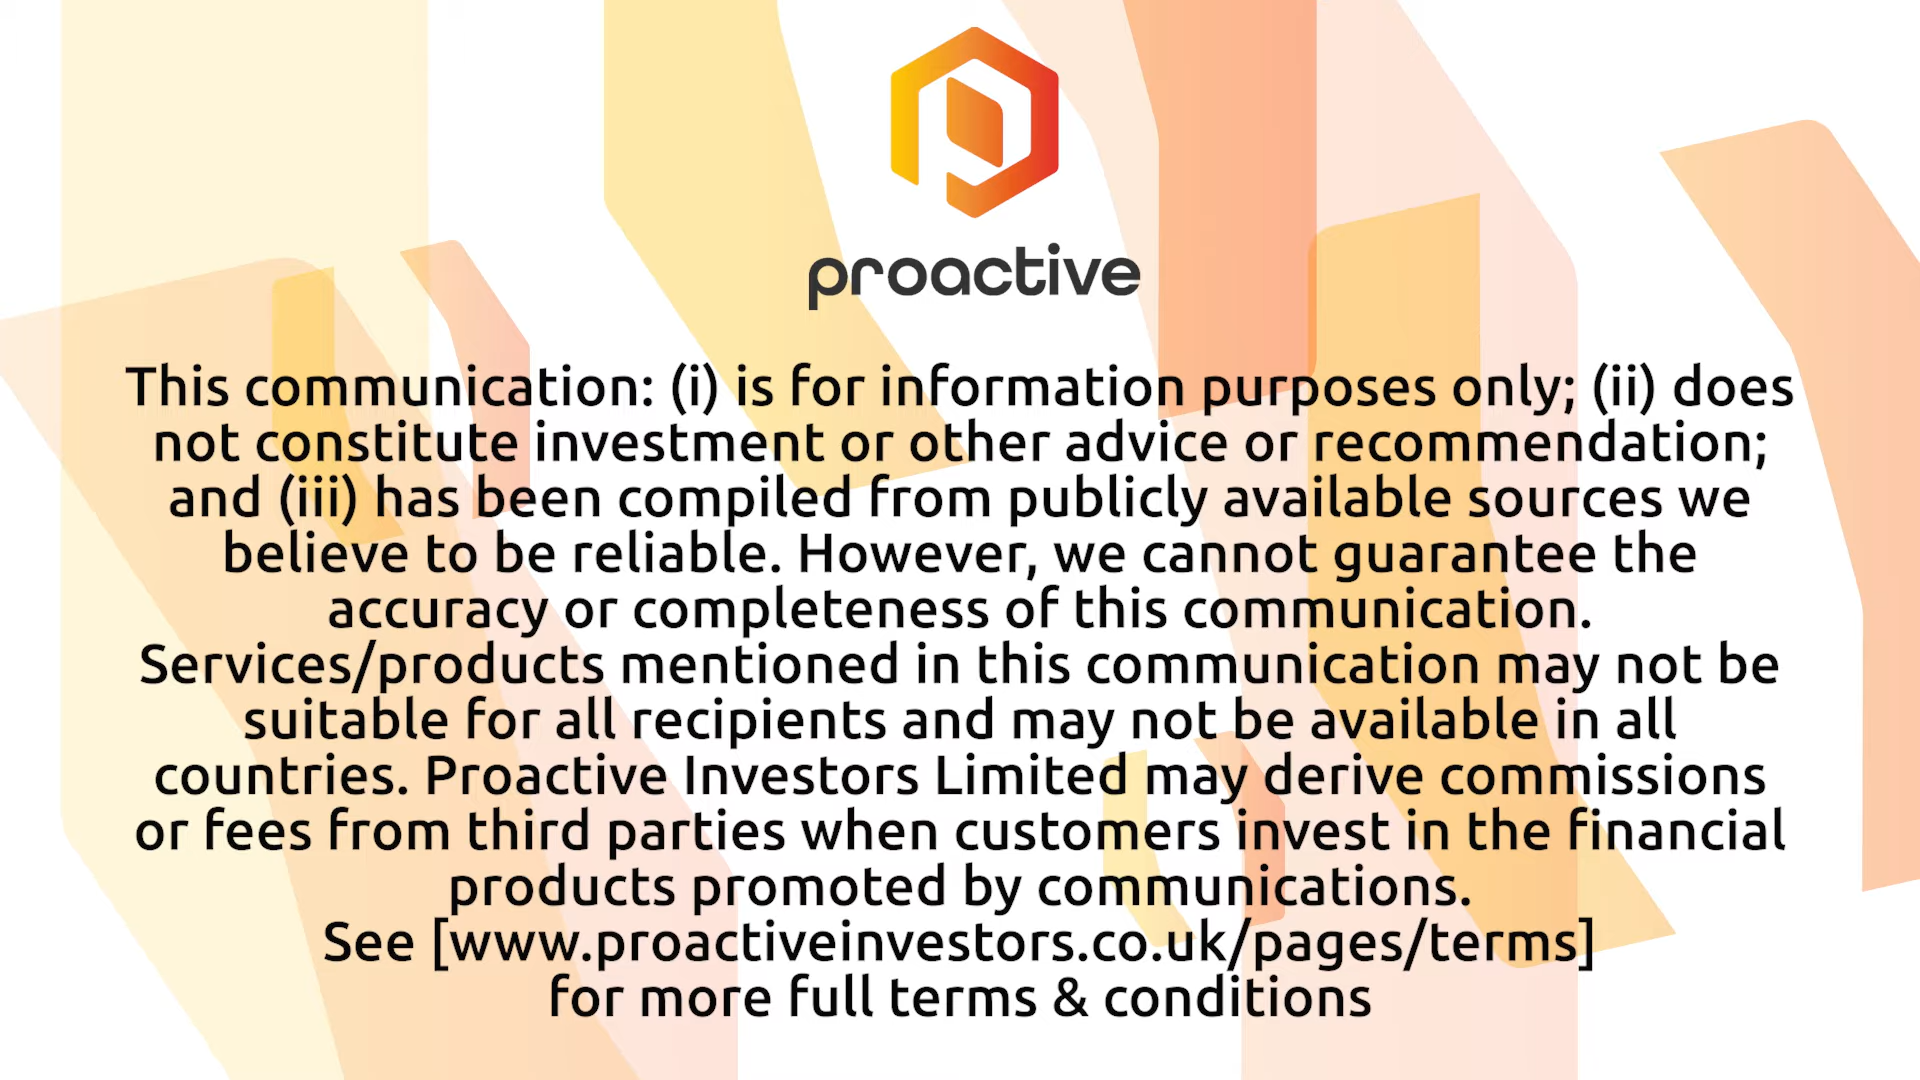 proactive
This communication: (i) is for information purposes only; (ii) does
not constitute investment or other advice or recommendation;
and (iii) has been compiled from publicly available sources we
believe to be reliable. However, we cannot guarantee the
accuracy or completeness of this communication.
Services/products mentioned in this communication may not be
suitable for all recipients and may not be available in all
countries. Proactive Investors Limited may derive commissions
or fees from third parties when customers invest in the financial
products promoted by communications.
See [www.proactiveinvestors.co.uk/pages/terms]
for more full terms & conditions